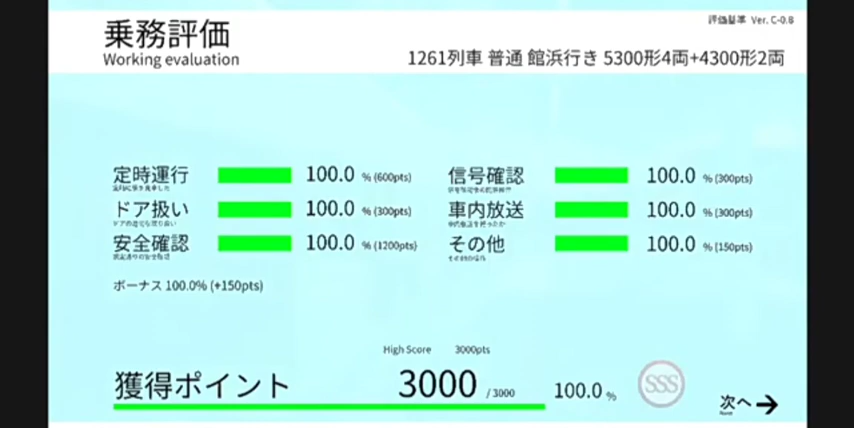 評価基準 Ver. C-0.8
乗務評価
Working evaluation
1261列車 普通 館浜行き 5300形4両+4300形2両
定時運行 100.0 % (600pts)
信号確認 100.0 % (300pts)
ドア扱い 100.0 % (300pts)
車内放送 100.0 % (300pts)
安全確認 100.0 % (1200pts)
その他 100.0 % (150pts)
ボーナス 100.0% (+150pts)
High Score 3000pts
獲得ポイント 3000 / 3000 100.0 % SSS
次へ
Next